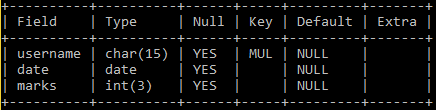 +----------+----------+------+-----+---------+-------+
| Field    | Type     | Null | Key | Default | Extra |
+----------+----------+------+-----+---------+-------+
| username | char(15) | YES  | MUL | NULL    |       |
| date     | date     | YES  |     | NULL    |       |
| marks    | int(3)   | YES  |     | NULL    |       |
+----------+----------+------+-----+---------+-------+